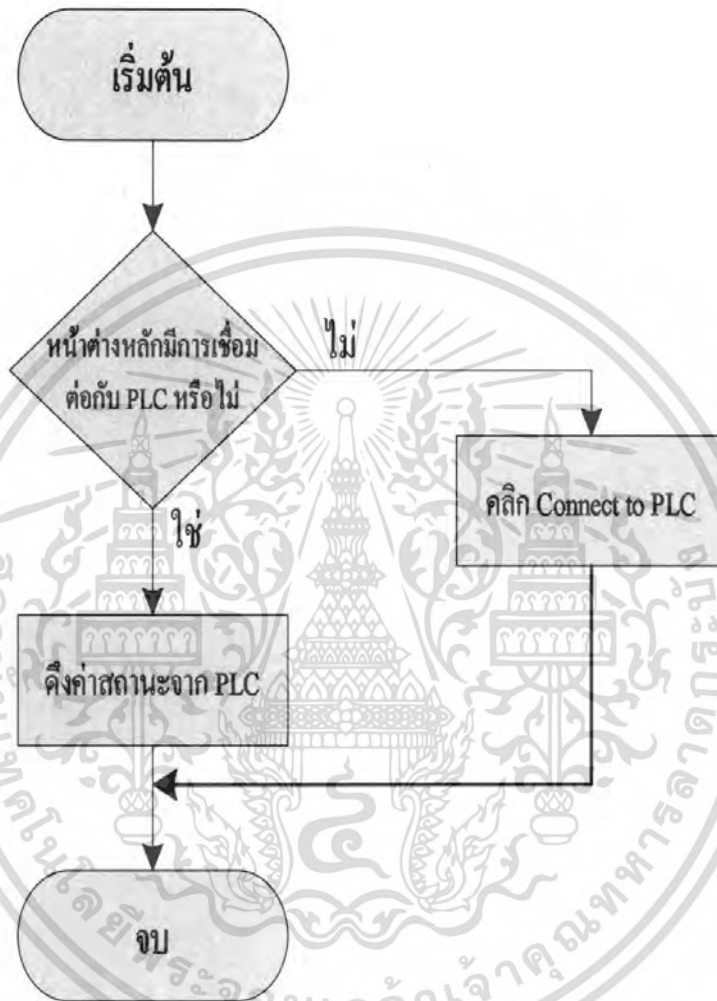 เริ่มต้น
หน้าต่างหลักมีการเชื่อม
ต่อกับ PLC หรือไม่
ไม่
คลิก Connect to PLC
ใช่
ดึงค่าสถานะจาก PLC
จบ